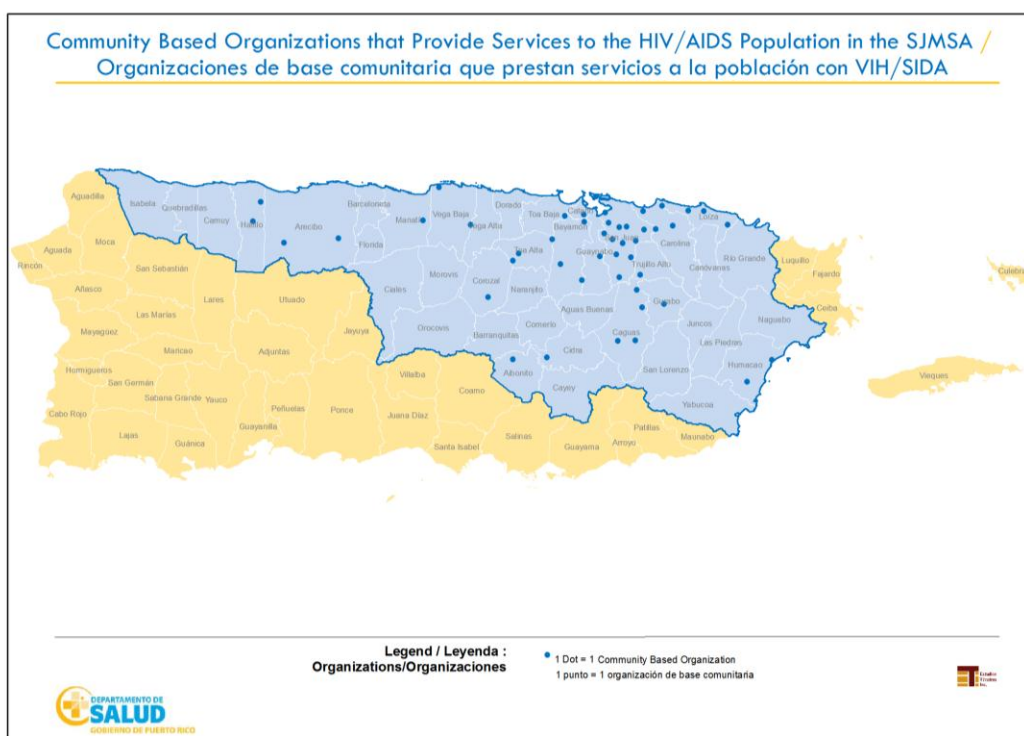 Community Based Organizations that Provide Services to the HIV/AIDS Population in the SJMSA /
Organizaciones de base comunitaria que prestan servicios a la población con VIH/SIDA
Aguadilla
Isabela
Quebradillas
Camuy
Hatillo
Arecibo
Barceloneta
Manatí
Vega Baja
Vega Alta
Dorado
Toa Baja
Cataño
Bayamón
San Juan
Loíza
Moca
Florida
Toa Alta
Guaynabo
Carolina
Aguada
Rincón
San Sebastián
Morovis
Corozal
Naranjito
Trujillo Alto
Canóvanas
Río Grande
Luquillo
Fajardo
Culebra
Añasco
Lares
Utuado
Ciales
Aguas Buenas
Gurabo
Ceiba
Las Marías
Mayagüez
Jayuya
Orocovis
Barranquitas
Comerío
Caguas
Juncos
Naguabo
Maricao
Adjuntas
Cidra
Las Piedras
Hormigueros
San Germán
Villalba
Aibonito
San Lorenzo
Humacao
Sabana Grande
Yauco
Peñuelas
Ponce
Juana Díaz
Coamo
Cayey
Yabucoa
Vieques
Cabo Rojo
Lajas
Guánica
Guayanilla
Santa Isabel
Salinas
Guayama
Arroyo
Patillas
Maunabo
Legend / Leyenda :
Organizations/Organizaciones
1 Dot = 1 Community Based Organization
1 punto = 1 organización de base comunitaria
DEPARTAMENTO DE
SALUD
GOBIERNO DE PUERTO RICO
Estudios
Técnicos
Inc.